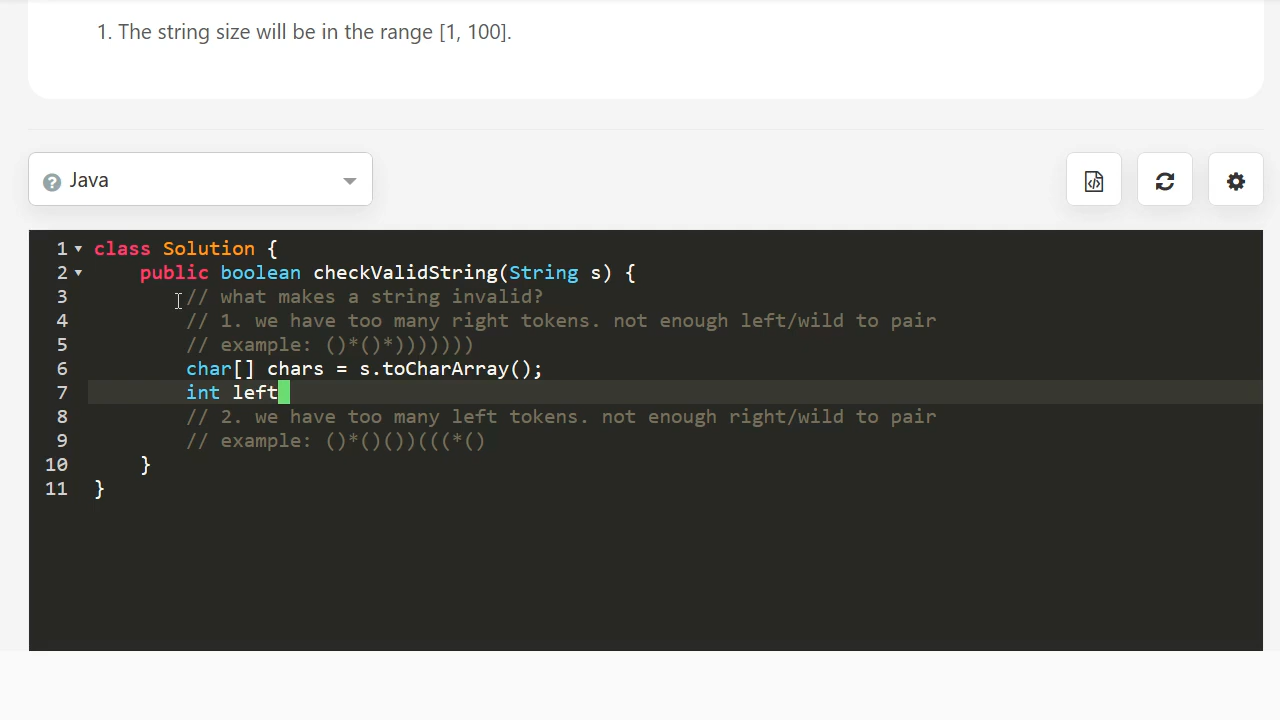 1. The string size will be in the range [1, 100].
? Java
1 class Solution {
2 public boolean checkValidString(String s) {
3 // what makes a string invalid?
4 // 1. we have too many right tokens. not enough left/wild to pair
5 // example: ()*()*)))))))
6 char[] chars = s.toCharArray();
7 int left
8 // 2. we have too many left tokens. not enough right/wild to pair
9 // example: ()*()())(((*()
10 }
11 }